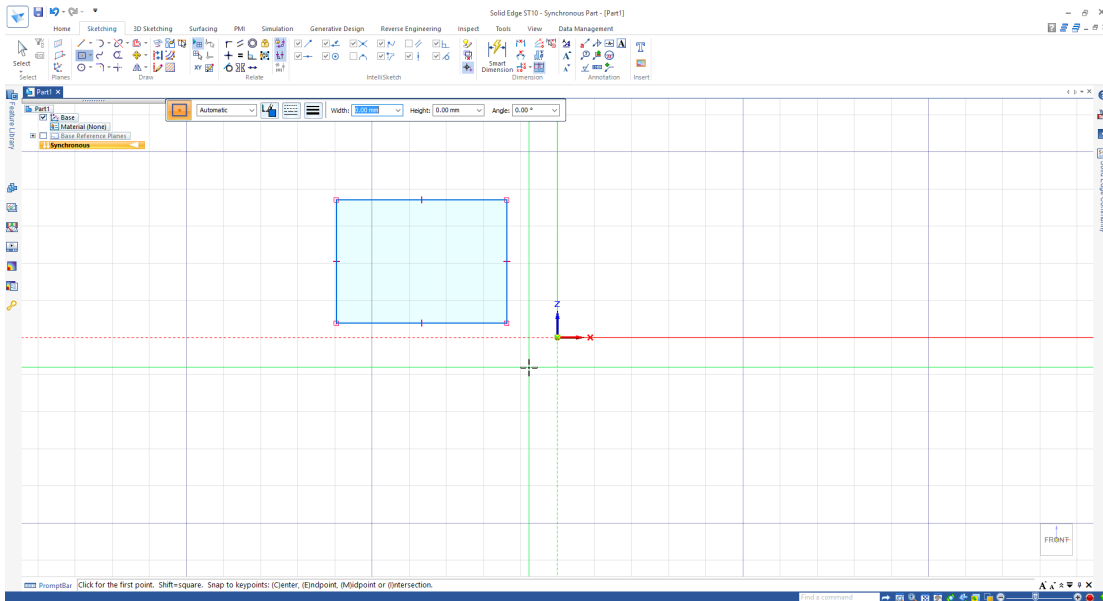 Solid Edge ST10 - Synchronous Part - [Part1]
Home Sketching 3D Sketching Surfacing PMI Simulation Generative Design Reverse Engineering Inspect Tools View Data Management
Select
Smart
Dimension
Select Planes Draw Relate IntelliSketch Dimension Annotation Insert
Part1
Feature Library
Part1
Base
Material (None)
Base Reference Planes
Synchronous
Automatic Width: 0.00 mm Height: 0.00 mm Angle: 0.00 °
Z
X
FRONT
PromptBar Click for the first point. Shift=square. Snap to keypoints: (C)enter, (E)ndpoint, (M)idpoint or (I)ntersection.
Find a command